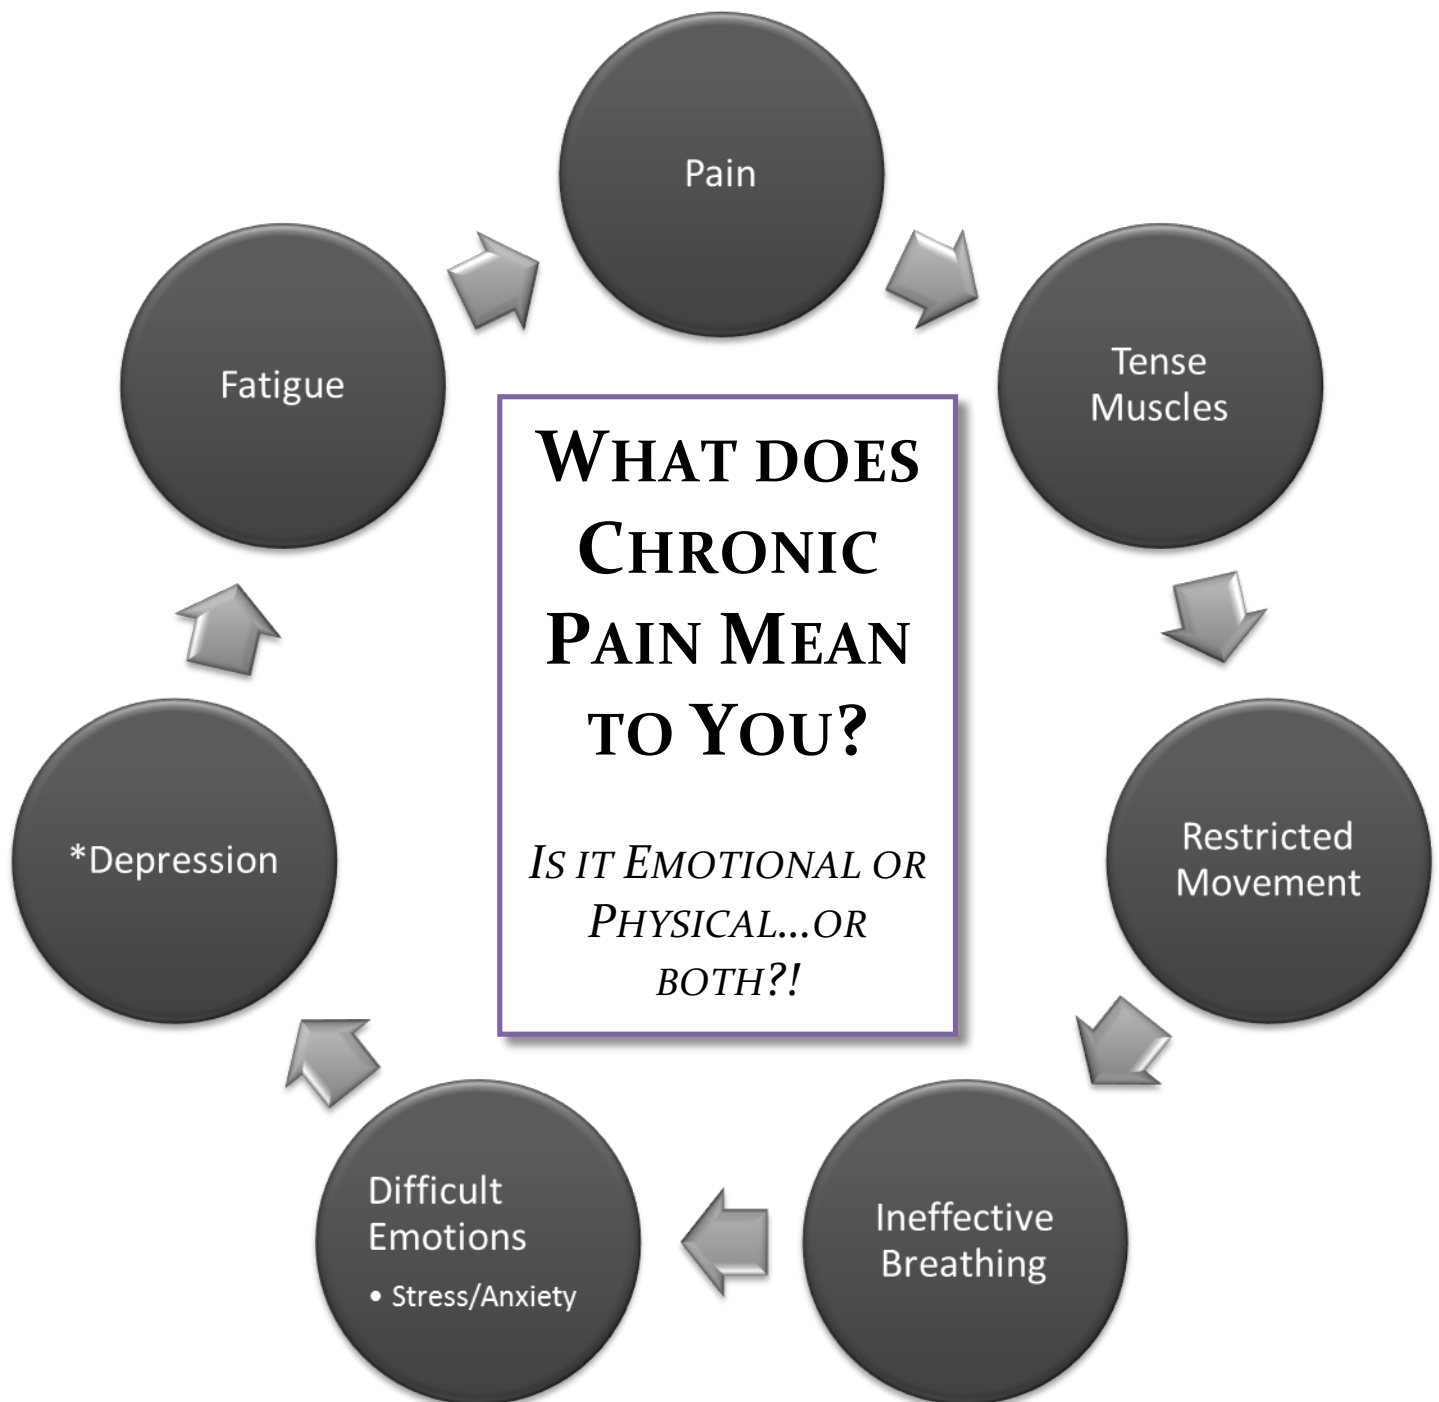 Pain
Tense
Muscles
Restricted
Movement
Ineffective
Breathing
Difficult
Emotions
• Stress/Anxiety
*Depression
Fatigue
WHAT DOES
CHRONIC
PAIN MEAN
TO YOU?
IS IT EMOTIONAL OR
PHYSICAL...OR
BOTH?!